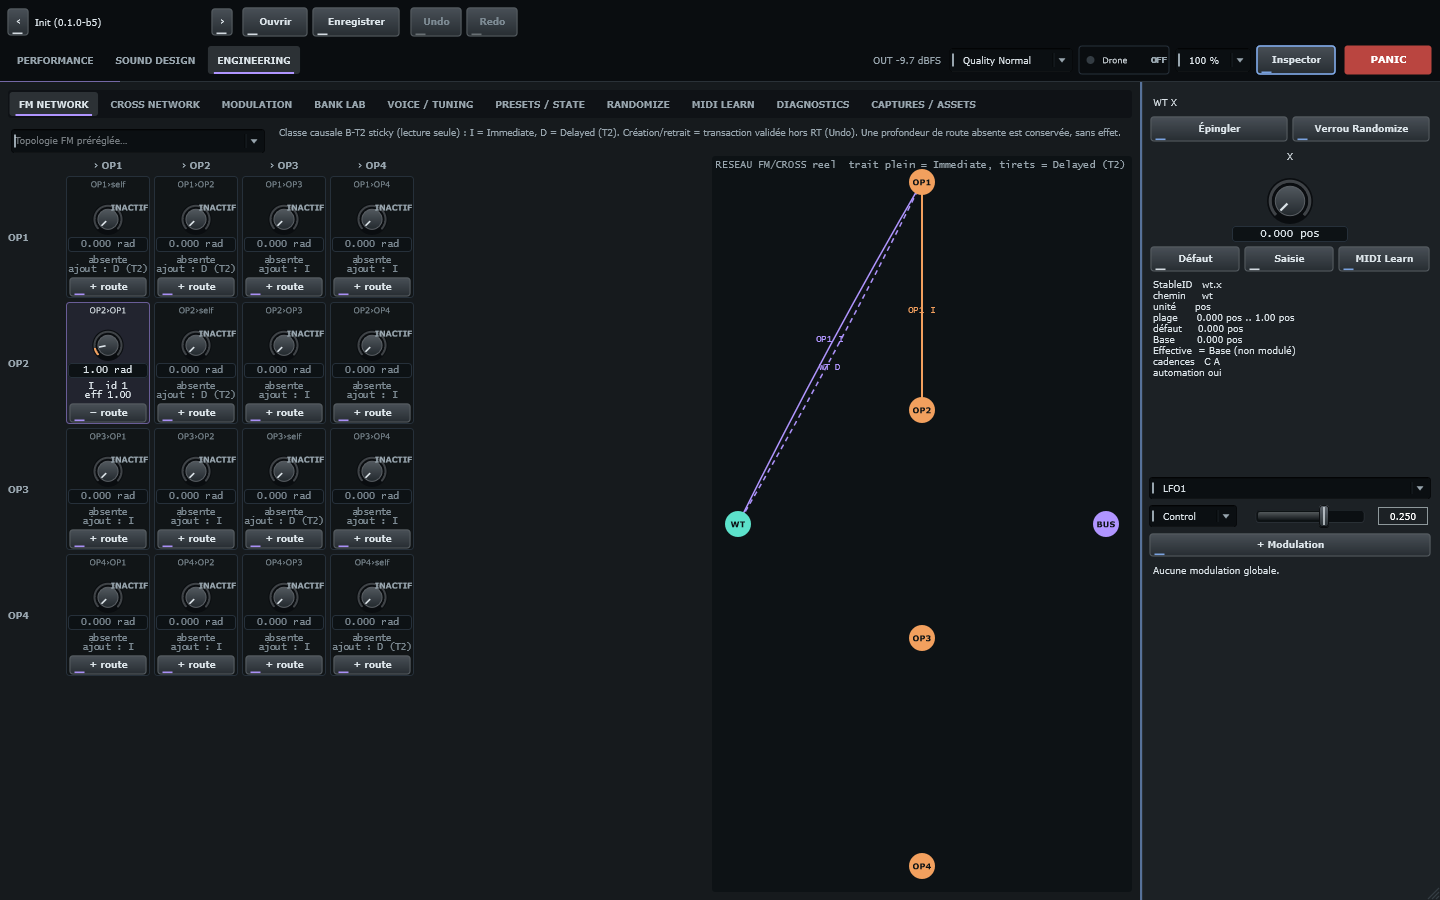 ‹ Init (0.1.0-b5) › Ouvrir Enregistrer Undo Redo
PERFORMANCE SOUND DESIGN ENGINEERING OUT -9.7 dBFS Quality Normal Drone OFF 100 % Inspector PANIC
FM NETWORK CROSS NETWORK MODULATION BANK LAB VOICE / TUNING PRESETS / STATE RANDOMIZE MIDI LEARN DIAGNOSTICS CAPTURES / ASSETS
Topologie FM préréglée... Classe causale B-T2 sticky (lecture seule) : I = Immediate, D = Delayed (T2). Création/retrait = transaction validée hors RT (Undo). Une profondeur de route absente est conservée, sans effet.
› OP1 › OP2 › OP3 › OP4
OP1›self OP1›OP2 OP1›OP3 OP1›OP4
INACTIF INACTIF INACTIF INACTIF
OP1
0.000 rad 0.000 rad 0.000 rad 0.000 rad
absente absente absente absente
ajout : D (T2) ajout : D (T2) ajout : I ajout : I
+ route + route + route + route
OP2›OP1 OP2›self OP2›OP3 OP2›OP4
INACTIF INACTIF INACTIF
OP2
1.00 rad 0.000 rad 0.000 rad 0.000 rad
I id 1 absente absente absente
eff 1.00 ajout : D (T2) ajout : I ajout : I
− route + route + route + route
OP3›OP1 OP3›OP2 OP3›self OP3›OP4
INACTIF INACTIF INACTIF INACTIF
OP3
0.000 rad 0.000 rad 0.000 rad 0.000 rad
absente absente absente absente
ajout : I ajout : I ajout : D (T2) ajout : I
+ route + route + route + route
OP4›OP1 OP4›OP2 OP4›OP3 OP4›self
INACTIF INACTIF INACTIF INACTIF
OP4
0.000 rad 0.000 rad 0.000 rad 0.000 rad
absente absente absente absente
ajout : I ajout : I ajout : I ajout : D (T2)
+ route + route + route + route
RESEAU FM/CROSS reel trait plein = Immediate, tirets = Delayed (T2)
OP1
OP1 I
OP1 I
WT D
OP2
WT
BUS
OP3
OP4
WT X
Épingler Verrou Randomize
X
0.000 pos
Défaut Saisie MIDI Learn
StableID wt.x
chemin wt
unité pos
plage 0.000 pos .. 1.00 pos
défaut 0.000 pos
Base 0.000 pos
Effective = Base (non modulé)
cadences C A
automation oui
LFO1
Control 0.250
+ Modulation
Aucune modulation globale.